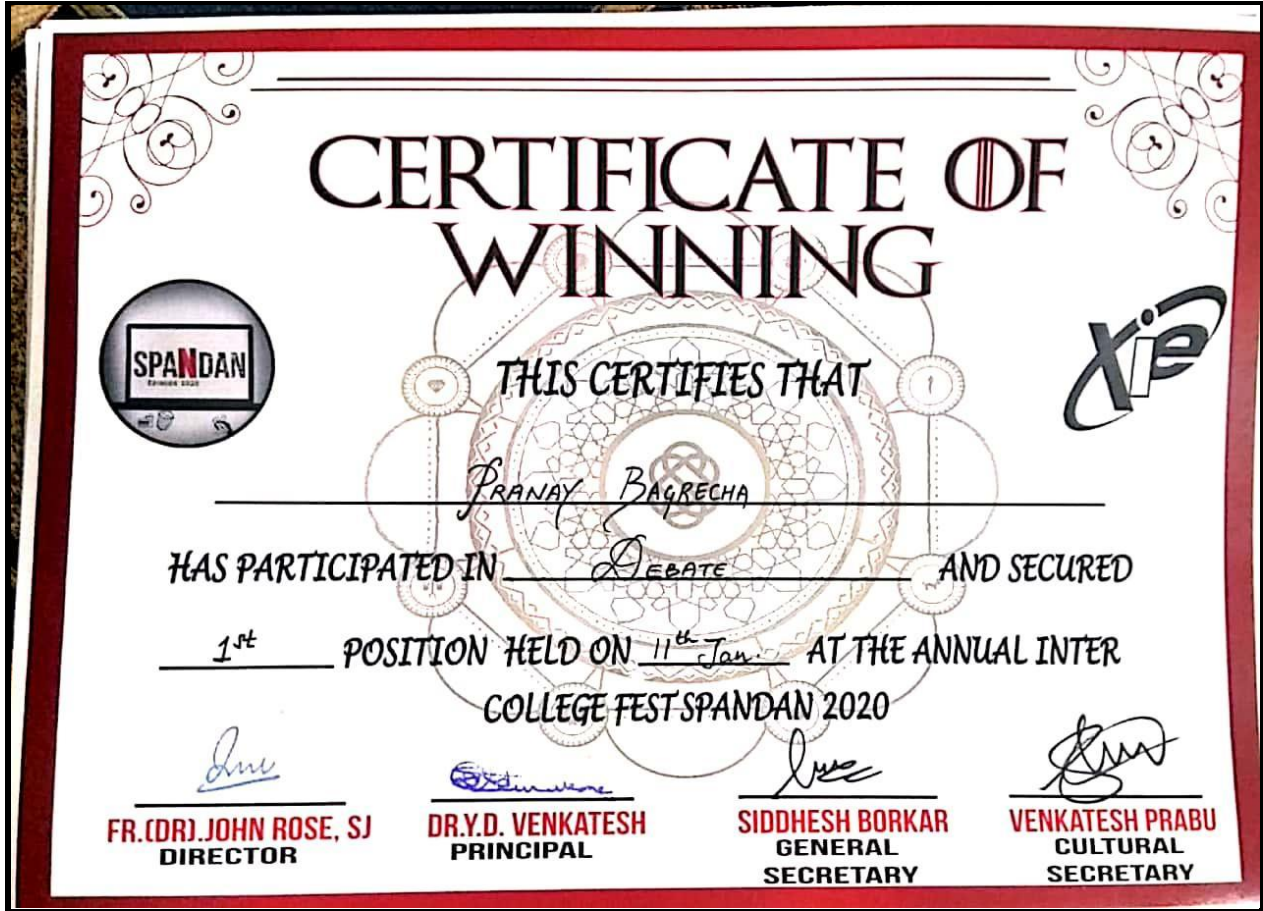 CERTIFICATE OF
WINNING
SPANDAN
XIE
THIS CERTIFIES THAT
PRANAY BAGRECHA
HAS PARTICIPATED IN DEBATE AND SECURED
1st POSITION HELD ON 11th Jan. AT THE ANNUAL INTER
COLLEGE FEST SPANDAN 2020
FR.(DR).JOHN ROSE, SJ
DIRECTOR
DR.Y.D. VENKATESH
PRINCIPAL
SIDDHESH BORKAR
GENERAL
SECRETARY
VENKATESH PRABU
CULTURAL
SECRETARY